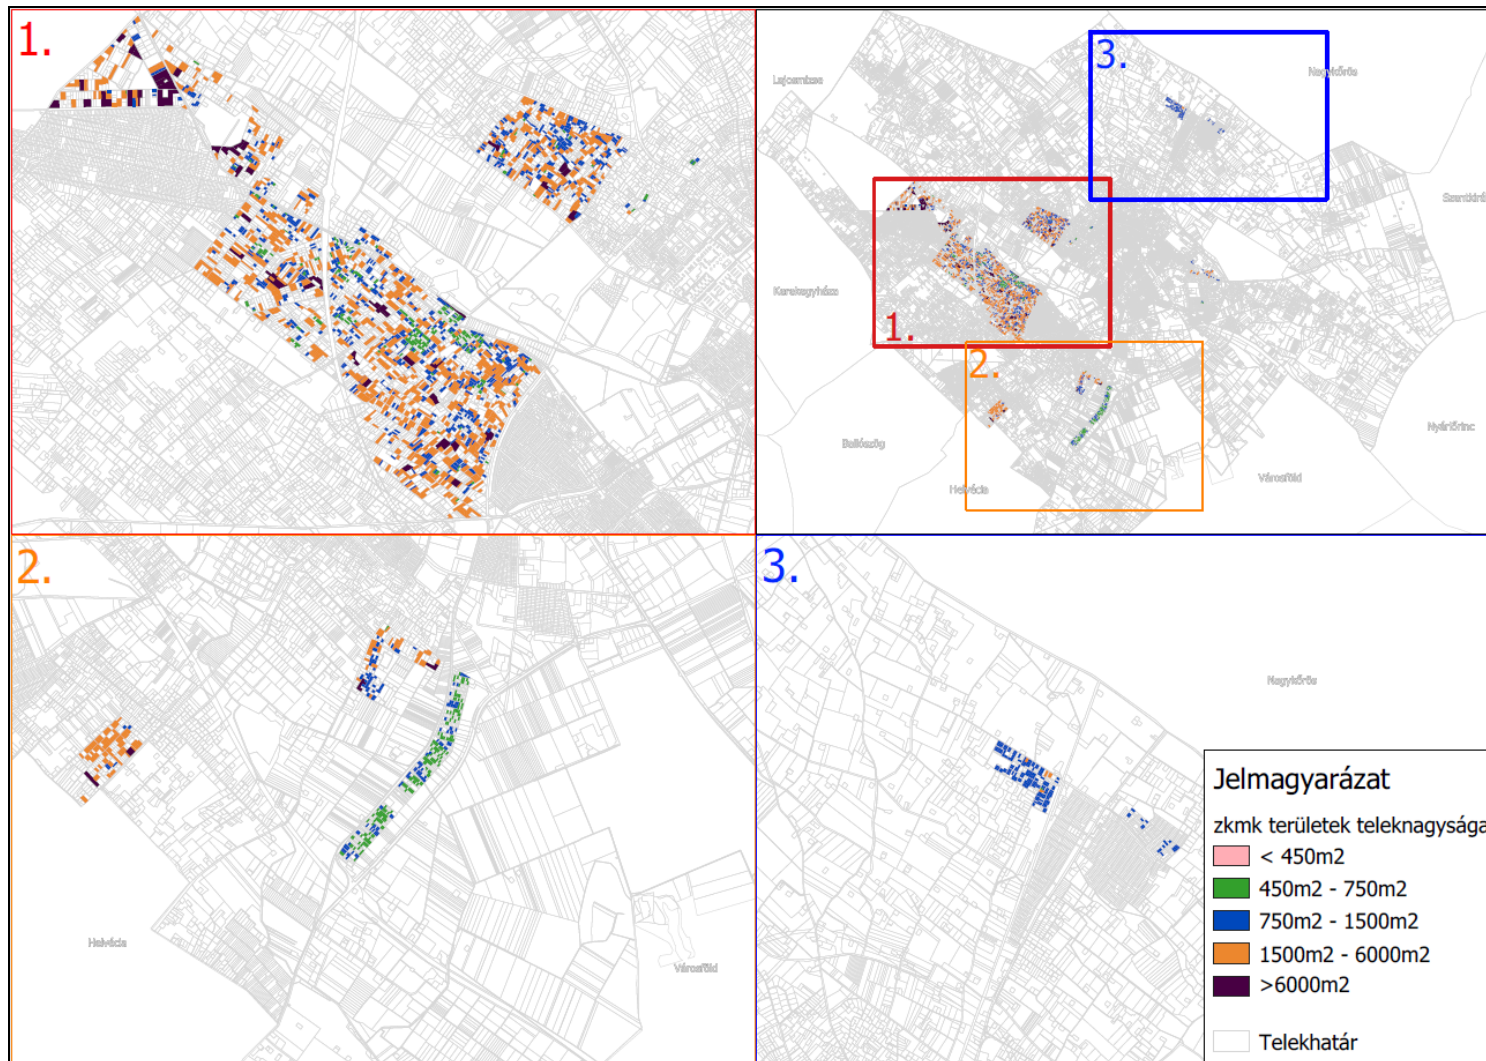 1.
3.
Lajosmizse
Nagykőrös
Kerekegyháza
1.
2.
Ballószög
Helvécia
Nyárlőrinc
Városföld
2.
Helvécia
Városföld
3.
Nagykőrös
Jelmagyarázat
zkmk területek teleknagysága
< 450m2
450m2 - 750m2
750m2 - 1500m2
1500m2 - 6000m2
>6000m2
Telekhatár